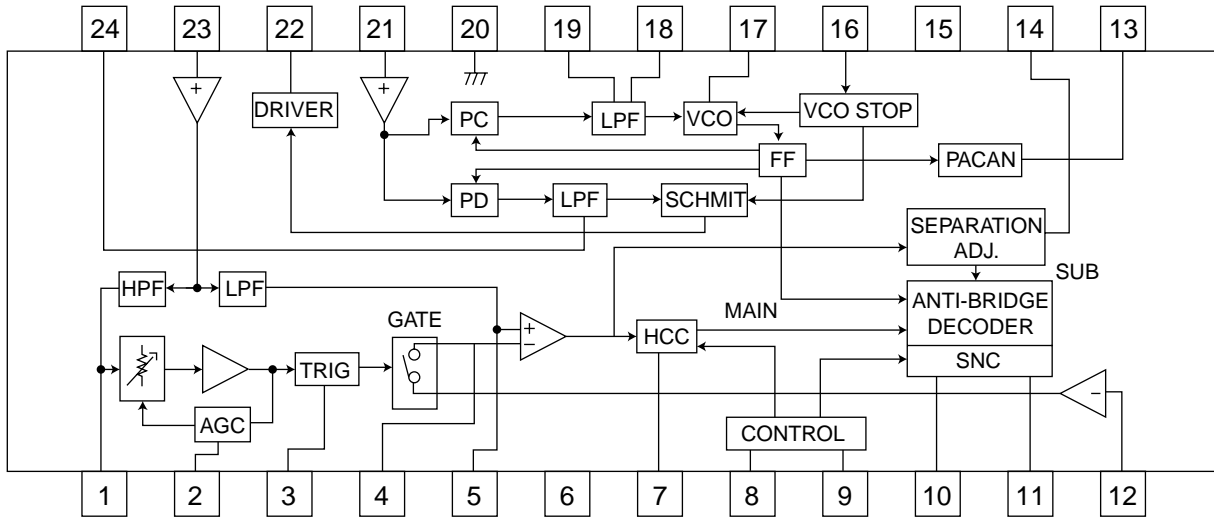 24 23 22 21 20 19 18 17 16 15 14 13
+ +
DRIVER PC LPF VCO VCO STOP
FF PACAN
PD LPF SCHMIT
SEPARATION
ADJ.
SUB
HPF LPF
ANTI-BRIDGE
DECODER
MAIN
GATE
+
−
HCC
SNC
TRIG
−
AGC
CONTROL
1 2 3 4 5 6 7 8 9 10 11 12